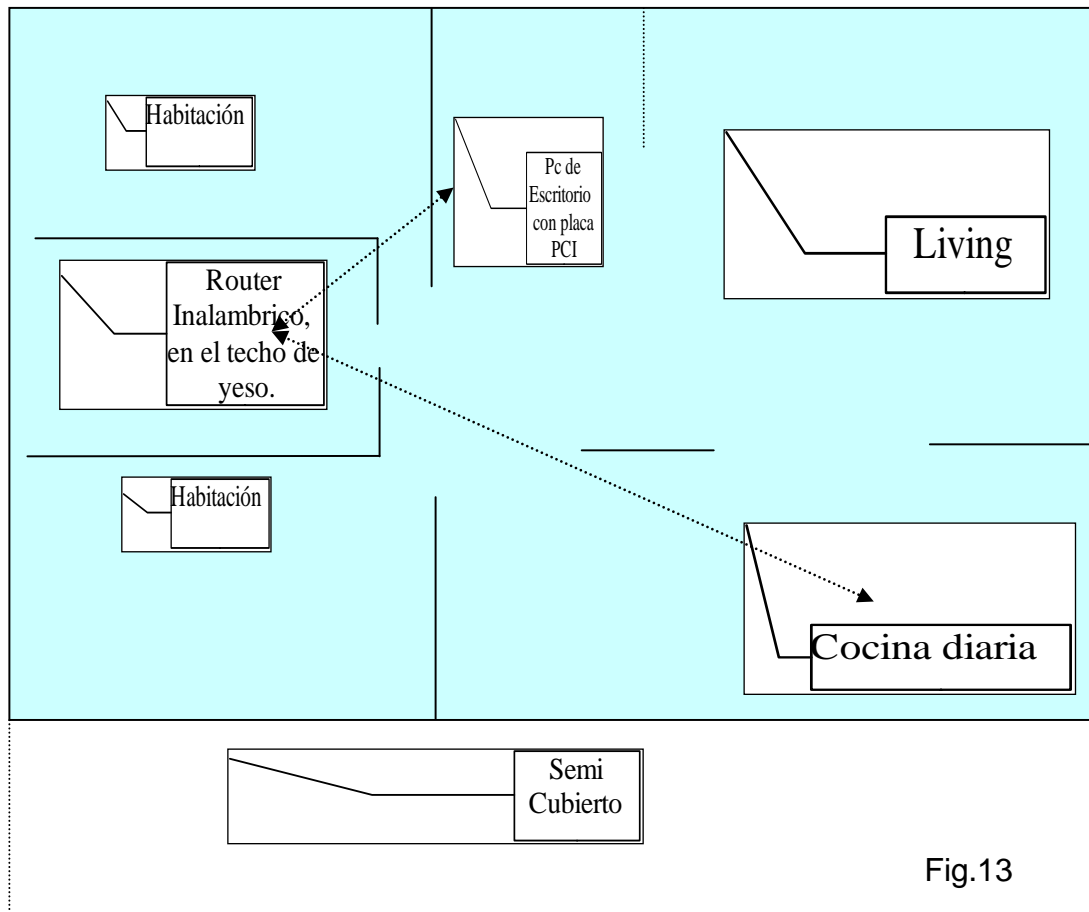 Habitación
Pc de
Escritorio
con placa
PCI
Living
Router
Inalambrico,
en el techo de
yeso.
Habitación
Cocina diaria
Semi
Cubierto
Fig.13